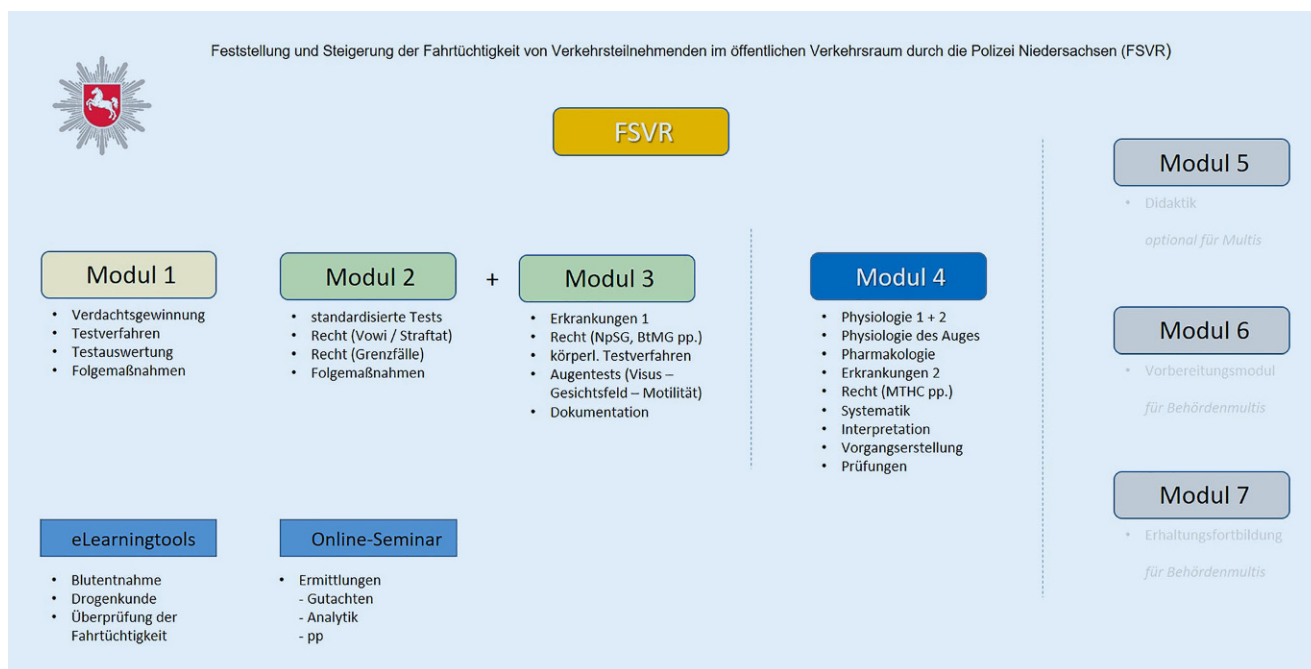 Feststellung und Steigerung der Fahrtüchtigkeit von Verkehrsteilnehmenden im öffentlichen Verkehrsraum durch die Polizei Niedersachsen (FSVR)
FSVR
Modul 1
• Verdachtsgewinnung
• Testverfahren
• Testauswertung
• Folgemaßnahmen
Modul 2
• standardisierte Tests
• Recht (Vowi / Straftat)
• Recht (Grenzfälle)
• Folgemaßnahmen
+
Modul 3
• Erkrankungen 1
• Recht (NpSG, BtMG pp.)
• körperl. Testverfahren
• Augentests (Visus –
Gesichtsfeld – Motilität)
• Dokumentation
Modul 4
• Physiologie 1 + 2
• Physiologie des Auges
• Pharmakologie
• Erkrankungen 2
• Recht (MTHC pp.)
• Systematik
• Interpretation
• Vorgangserstellung
• Prüfungen
Modul 5
• Didaktik
optional für Multis
Modul 6
• Vorbereitungsmodul
für Behördenmultis
Modul 7
• Erhaltungsfortbildung
für Behördenmultis
eLearningtools
• Blutentnahme
• Drogenkunde
• Überprüfung der
Fahrtüchtigkeit
Online-Seminar
• Ermittlungen
- Gutachten
- Analytik
- pp